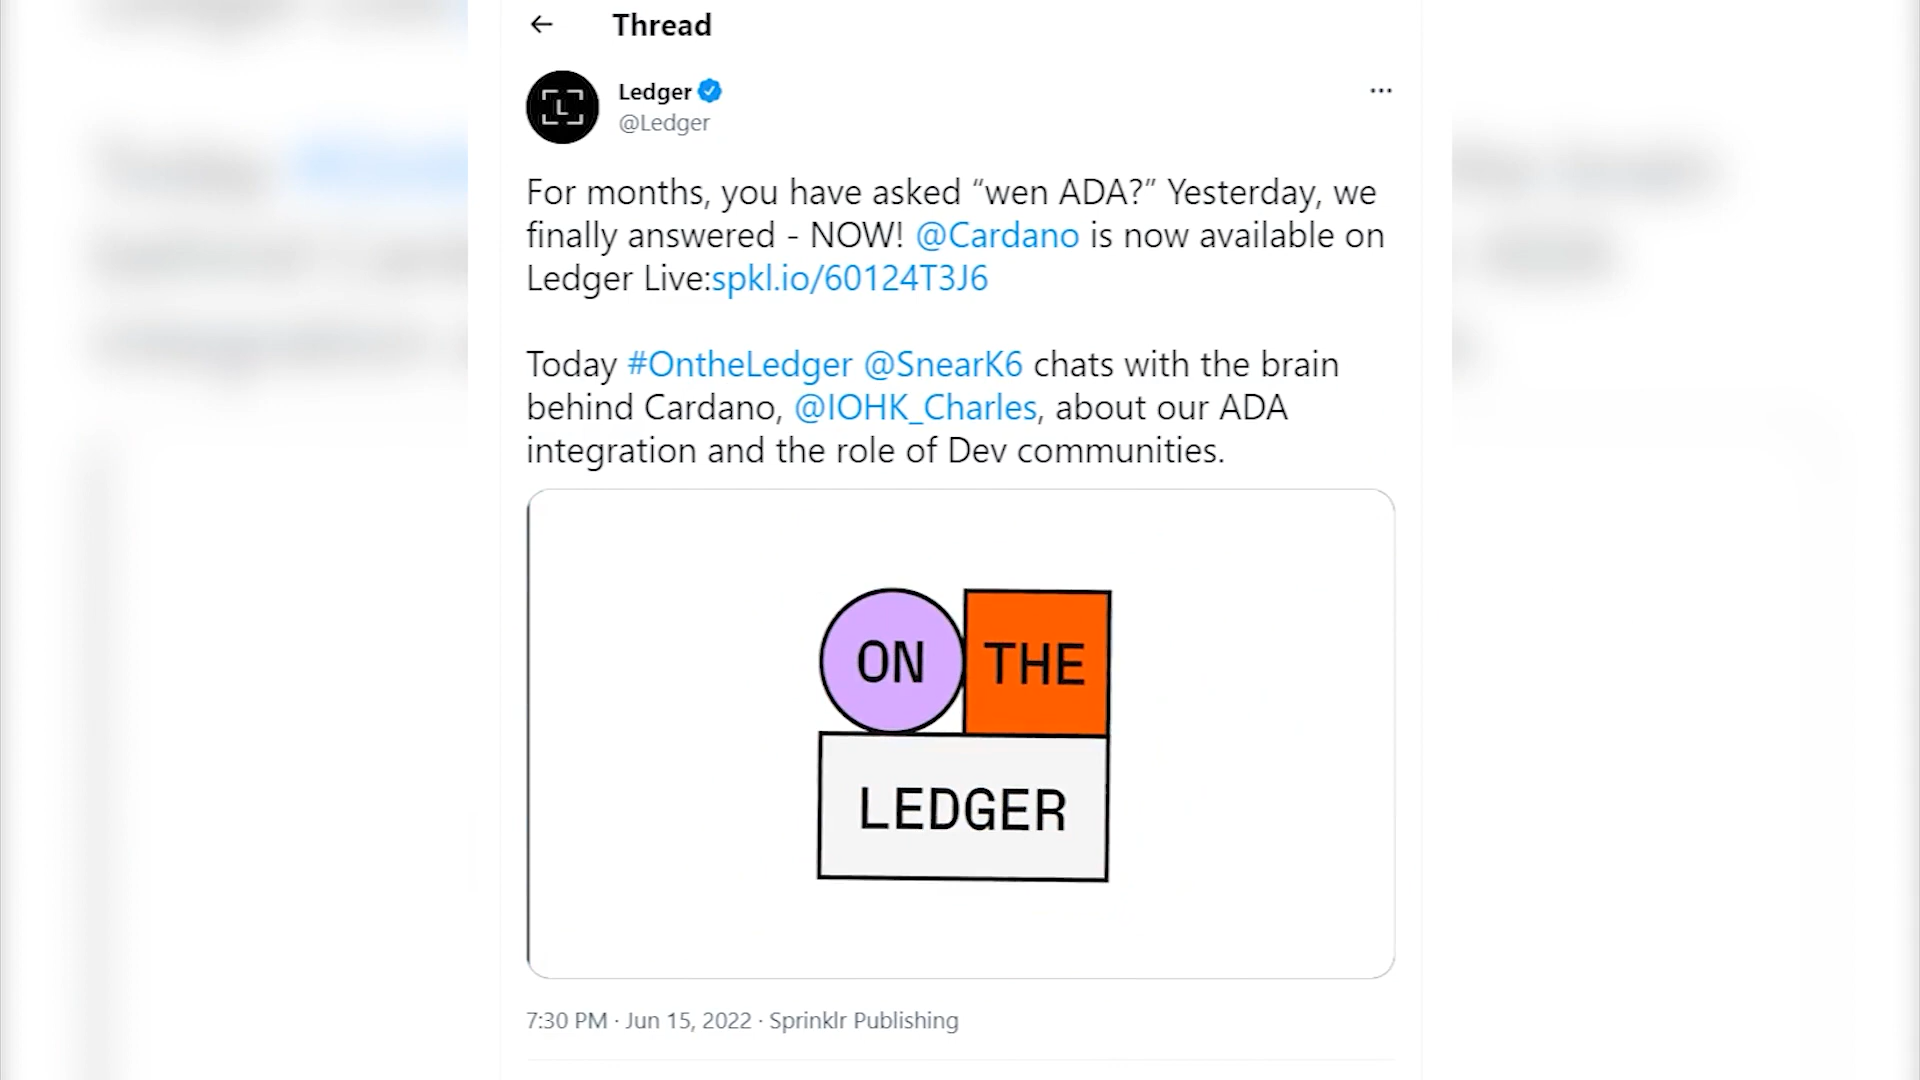 Thread
Ledger
@Ledger
For months, you have asked “wen ADA?” Yesterday, we
finally answered - NOW! @Cardano is now available on
Ledger Live:spkl.io/60124T3J6
Today #OntheLedger @SnearK6 chats with the brain
behind Cardano, @IOHK_Charles, about our ADA
integration and the role of Dev communities.
ON THE
LEDGER
7:30 PM · Jun 15, 2022 · Sprinklr Publishing